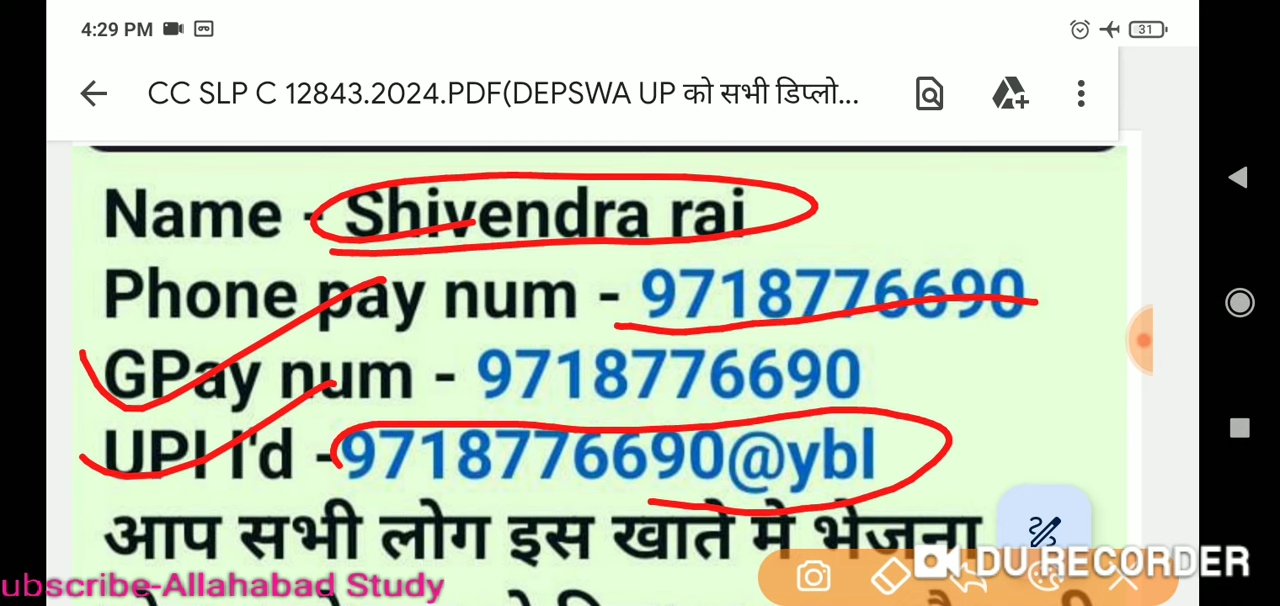 4:29 PM 31
CC SLP C 12843.2024.PDF(DEPSWA UP को सभी डिप्लो...
Name - Shivendra rai
Phone pay num - 9718776690
GPay num - 9718776690
UPI I'd -9718776690@ybl
आप सभी लोग इस खाते मे भेजना
DU RECORDER
ubscribe-Allahabad Study